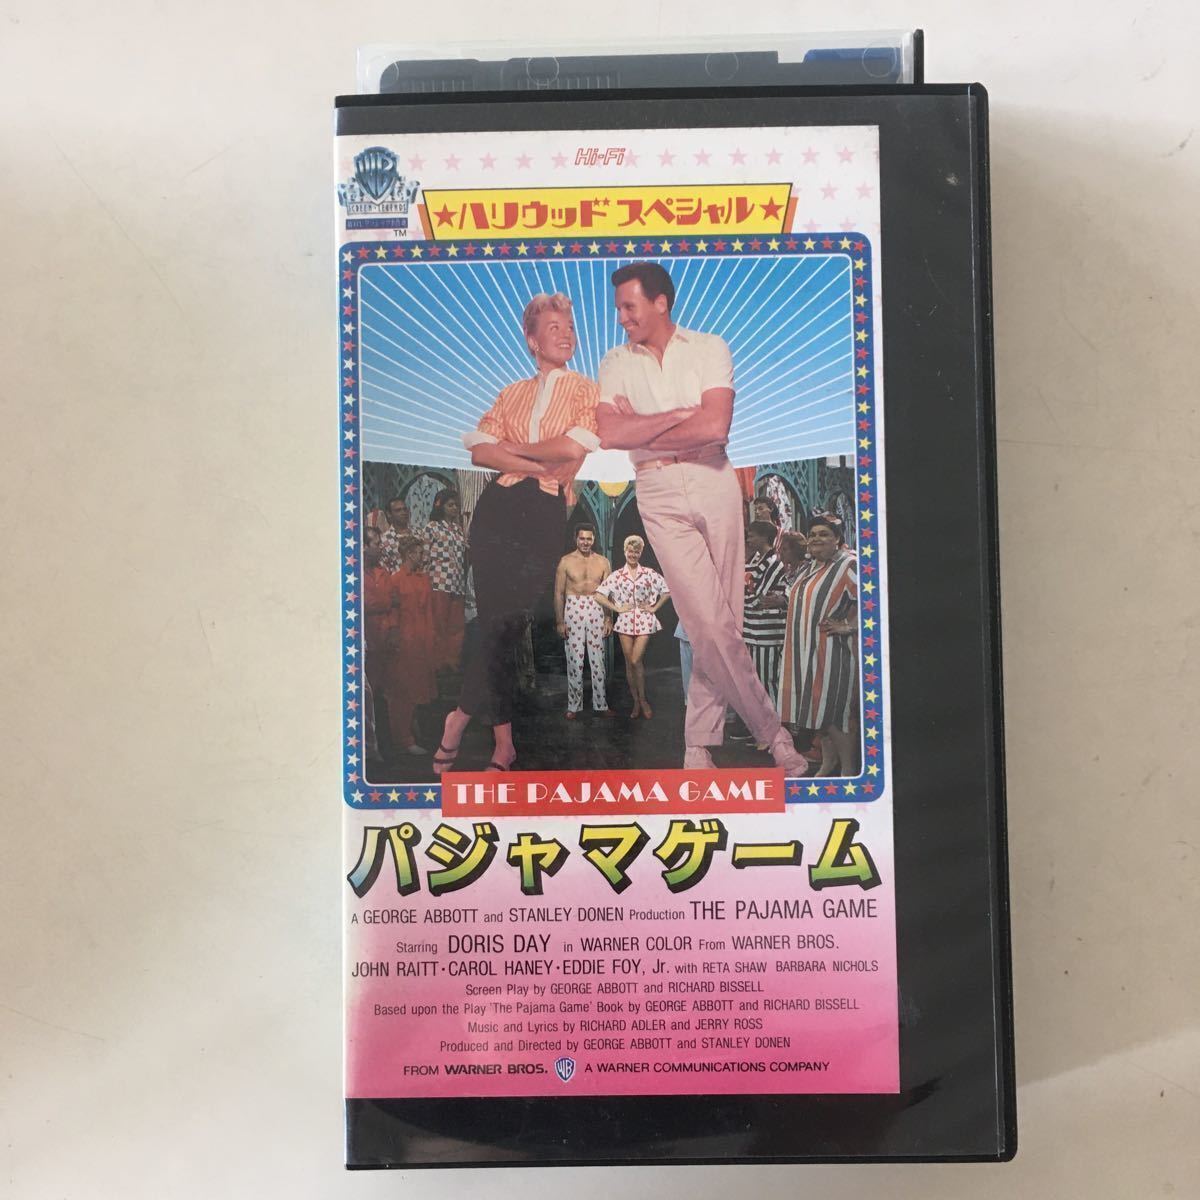 Hi-Fi
WB
SCREEN LEGENDS
TM
★ハリウッドスペシャル★
THE PAJAMA GAME
パジャマゲーム
A GEORGE ABBOTT and STANLEY DONEN Production THE PAJAMA GAME
Starring DORIS DAY in WARNER COLOR From WARNER BROS.
JOHN RAITT・CAROL HANEY・EDDIE FOY, Jr. with RETA SHAW BARBARA NICHOLS
Screen Play by GEORGE ABBOTT and RICHARD BISSELL
Based upon the Play 'The Pajama Game' Book by GEORGE ABBOTT and RICHARD BISSELL
Music and Lyrics by RICHARD ADLER and JERRY ROSS
Produced and Directed by GEORGE ABBOTT and STANLEY DONEN
FROM WARNER BROS. WB A WARNER COMMUNICATIONS COMPANY